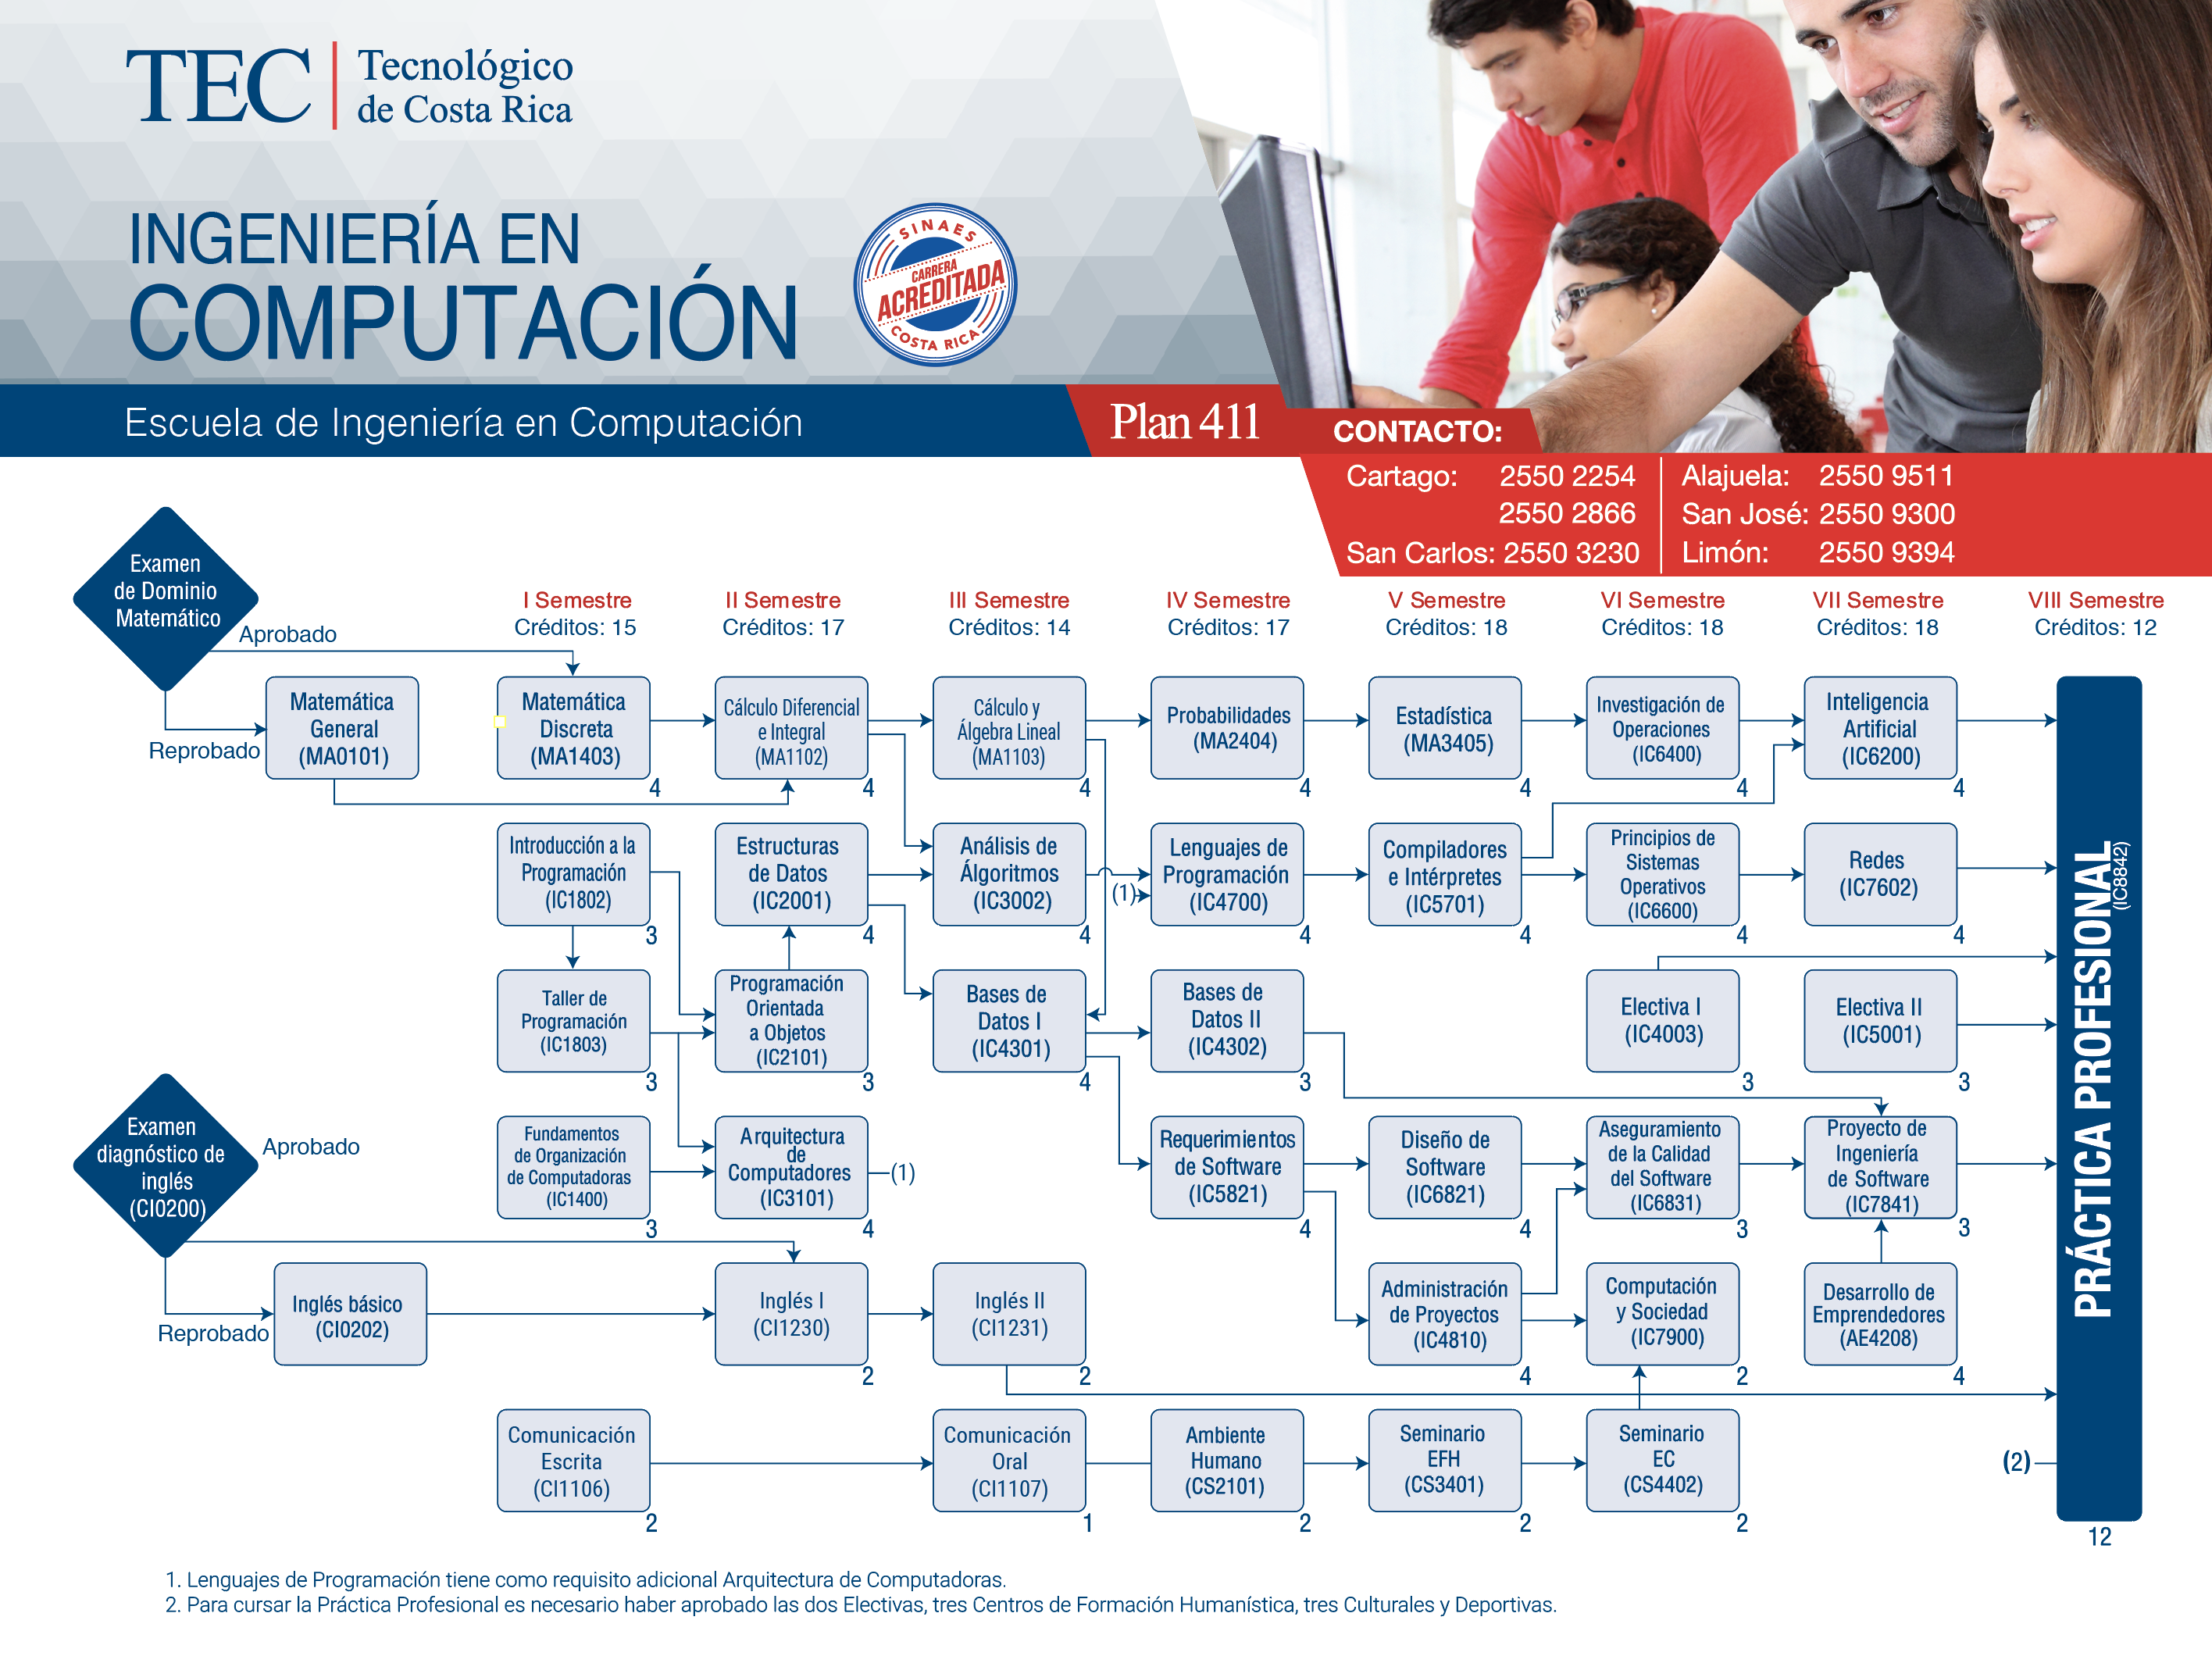 TEC
Tecnológico
de Costa Rica
INGENIERÍA EN
COMPUTACIÓN
SINAES
CARRERA
ACREDITADA
COSTA RICA
Escuela de Ingeniería en Computación
Plan 411
CONTACTO:
Cartago: 2550 2254
2550 2866
San Carlos: 2550 3230
Alajuela: 2550 9511
San José: 2550 9300
Limón: 2550 9394
Examen
de Dominio
Matemático
Aprobado
Reprobado
I Semestre
Créditos: 15
II Semestre
Créditos: 17
III Semestre
Créditos: 14
IV Semestre
Créditos: 17
V Semestre
Créditos: 18
VI Semestre
Créditos: 18
VII Semestre
Créditos: 18
VIII Semestre
Créditos: 12
Matemática
General
(MA0101)
Matemática
Discreta
(MA1403)
4
Cálculo Diferencial
e Integral
(MA1102)
4
Cálculo y
Álgebra Lineal
(MA1103)
4
Probabilidades
(MA2404)
4
Estadística
(MA3405)
4
Investigación de
Operaciones
(IC6400)
4
Inteligencia
Artificial
(IC6200)
4
Introducción a la
Programación
(IC1802)
3
Estructuras
de Datos
(IC2001)
4
Análisis de
Álgoritmos
(IC3002)
4
(1)
Lenguajes de
Programación
(IC4700)
4
Compiladores
e Intérpretes
(IC5701)
4
Principios de
Sistemas
Operativos
(IC6600)
4
Redes
(IC7602)
4
Taller de
Programación
(IC1803)
3
Programación
Orientada
a Objetos
(IC2101)
3
Bases de
Datos I
(IC4301)
4
Bases de
Datos II
(IC4302)
3
Electiva I
(IC4003)
3
Electiva II
(IC5001)
3
Examen
diagnóstico de
inglés
(CI0200)
Aprobado
Reprobado
Fundamentos
de Organización
de Computadoras
(IC1400)
3
Arquitectura
de
Computadores
(IC3101)
4
(1)
Requerimientos
de Software
(IC5821)
4
Diseño de
Software
(IC6821)
4
Aseguramiento
de la Calidad
del Software
(IC6831)
3
Proyecto de
Ingeniería
de Software
(IC7841)
3
Inglés básico
(CI0202)
Inglés I
(CI1230)
2
Inglés II
(CI1231)
2
Administración
de Proyectos
(IC4810)
4
Computación
y Sociedad
(IC7900)
2
Desarrollo de
Emprendedores
(AE4208)
4
Comunicación
Escrita
(CI1106)
2
Comunicación
Oral
(CI1107)
1
Ambiente
Humano
(CS2101)
2
Seminario
EFH
(CS3401)
2
Seminario
EC
(CS4402)
2
(2)
PRÁCTICA PROFESIONAL
(IC8842)
12
1. Lenguajes de Programación tiene como requisito adicional Arquitectura de Computadoras.
2. Para cursar la Práctica Profesional es necesario haber aprobado las dos Electivas, tres Centros de Formación Humanística, tres Culturales y Deportivas.